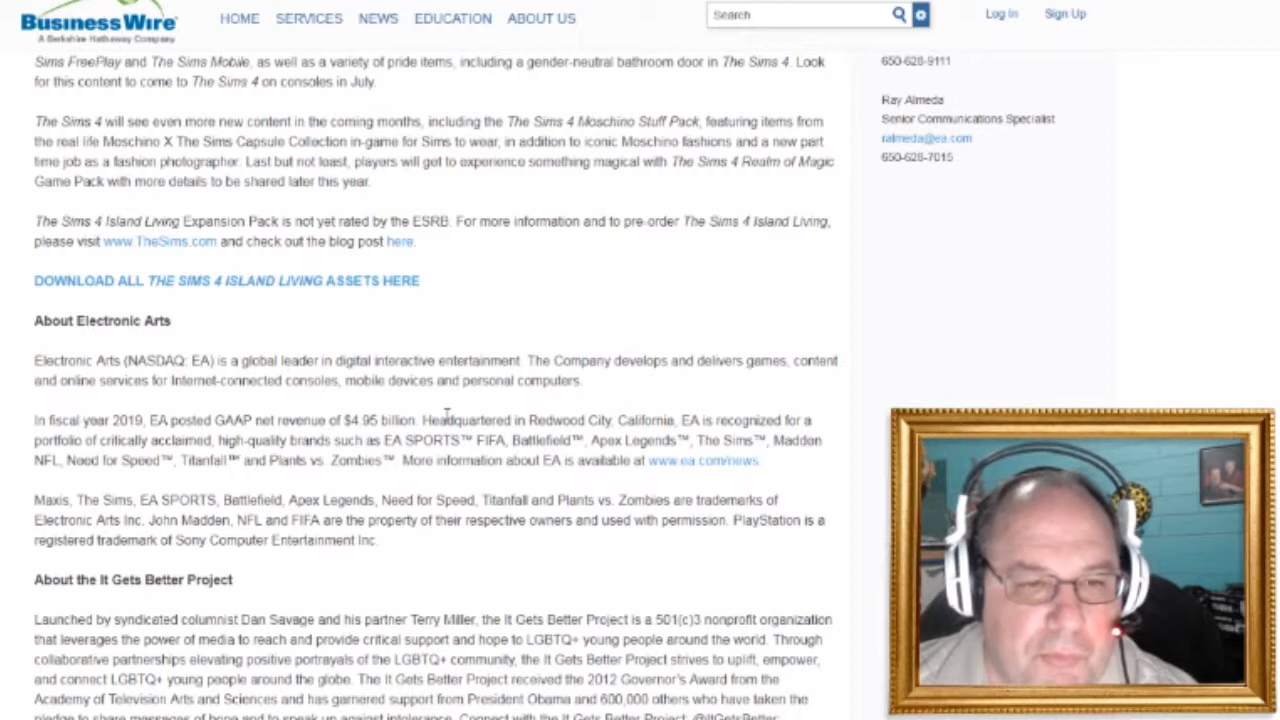 BusinessWire
A Berkshire Hathaway Company
HOME SERVICES NEWS EDUCATION ABOUT US
Search
Log In Sign Up
Sims FreePlay and The Sims Mobile, as well as a variety of pride items, including a gender-neutral bathroom door in The Sims 4. Look
for this content to come to The Sims 4 on consoles in July.
The Sims 4 will see even more new content in the coming months, including the The Sims 4 Moschino Stuff Pack, featuring items from
the real life Moschino X The Sims Capsule Collection in-game for Sims to wear, in addition to iconic Moschino fashions and a new part
time job as a fashion photographer. Last but not least, players will get to experience something magical with The Sims 4 Realm of Magic
Game Pack with more details to be shared later this year.
The Sims 4 Island Living Expansion Pack is not yet rated by the ESRB. For more information and to pre-order The Sims 4 Island Living,
please visit www.TheSims.com and check out the blog post here.
DOWNLOAD ALL THE SIMS 4 ISLAND LIVING ASSETS HERE
About Electronic Arts
Electronic Arts (NASDAQ: EA) is a global leader in digital interactive entertainment. The Company develops and delivers games, content
and online services for Internet-connected consoles, mobile devices and personal computers.
In fiscal year 2019, EA posted GAAP net revenue of $4.95 billion. Headquartered in Redwood City, California, EA is recognized for a
portfolio of critically acclaimed, high-quality brands such as EA SPORTS™ FIFA, Battlefield™, Apex Legends™, The Sims™, Madden
NFL, Need for Speed™, Titanfall™ and Plants vs. Zombies™. More information about EA is available at www.ea.com/news.
Maxis, The Sims, EA SPORTS, Battlefield, Apex Legends, Need for Speed, Titanfall and Plants vs. Zombies are trademarks of
Electronic Arts Inc. John Madden, NFL and FIFA are the property of their respective owners and used with permission. PlayStation is a
registered trademark of Sony Computer Entertainment Inc.
About the It Gets Better Project
Launched by syndicated columnist Dan Savage and his partner Terry Miller, the It Gets Better Project is a 501(c)3 nonprofit organization
that leverages the power of media to reach and provide critical support and hope to LGBTQ+ young people around the world. Through
collaborative partnerships elevating positive portrayals of the LGBTQ+ community, the It Gets Better Project strives to uplift, empower,
and connect LGBTQ+ young people around the globe. The It Gets Better Project received the 2012 Governor's Award from the
Academy of Television Arts and Sciences and has garnered support from President Obama and 600,000 others who have taken the
pledge to share messages of hope and to speak up against intolerance. Connect with the It Gets Better Project: @ItGetsBetter
650-628-9111
Ray Almeda
Senior Communications Specialist
ralmeda@ea.com
650-628-7015